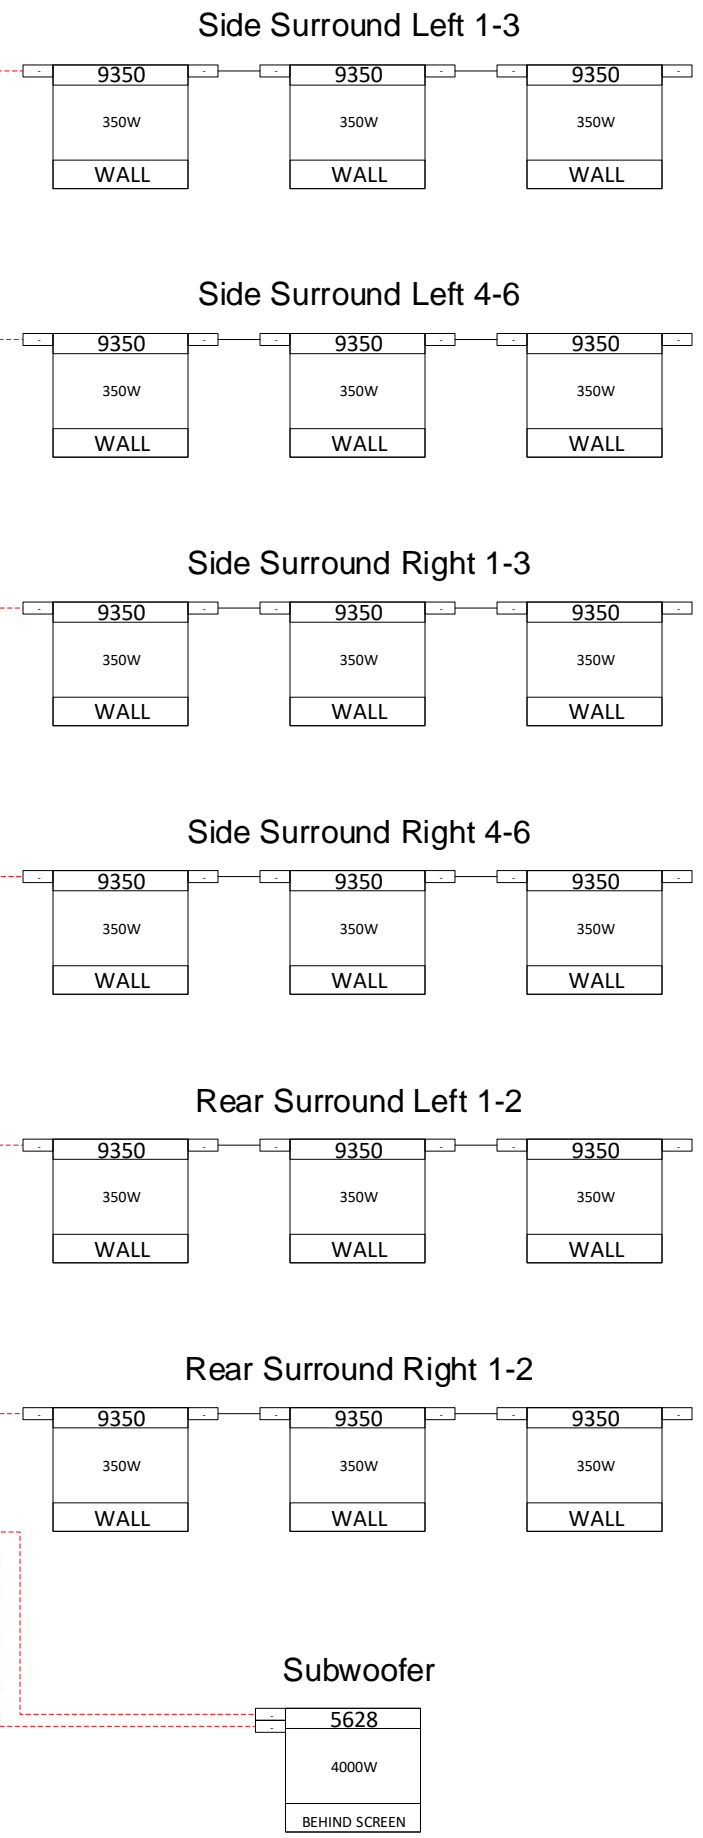 Side Surround Left 1-3
- 9350 - - 9350 - - 9350 -
350W 350W 350W
WALL WALL WALL
Side Surround Left 4-6
- 9350 - - 9350 - - 9350 -
350W 350W 350W
WALL WALL WALL
Side Surround Right 1-3
- 9350 - - 9350 - - 9350 -
350W 350W 350W
WALL WALL WALL
Side Surround Right 4-6
- 9350 - - 9350 - - 9350 -
350W 350W 350W
WALL WALL WALL
Rear Surround Left 1-2
- 9350 - - 9350 - - 9350 -
350W 350W 350W
WALL WALL WALL
Rear Surround Right 1-2
- 9350 - - 9350 - - 9350 -
350W 350W 350W
WALL WALL WALL
Subwoofer
- 5628
-
4000W
BEHIND SCREEN